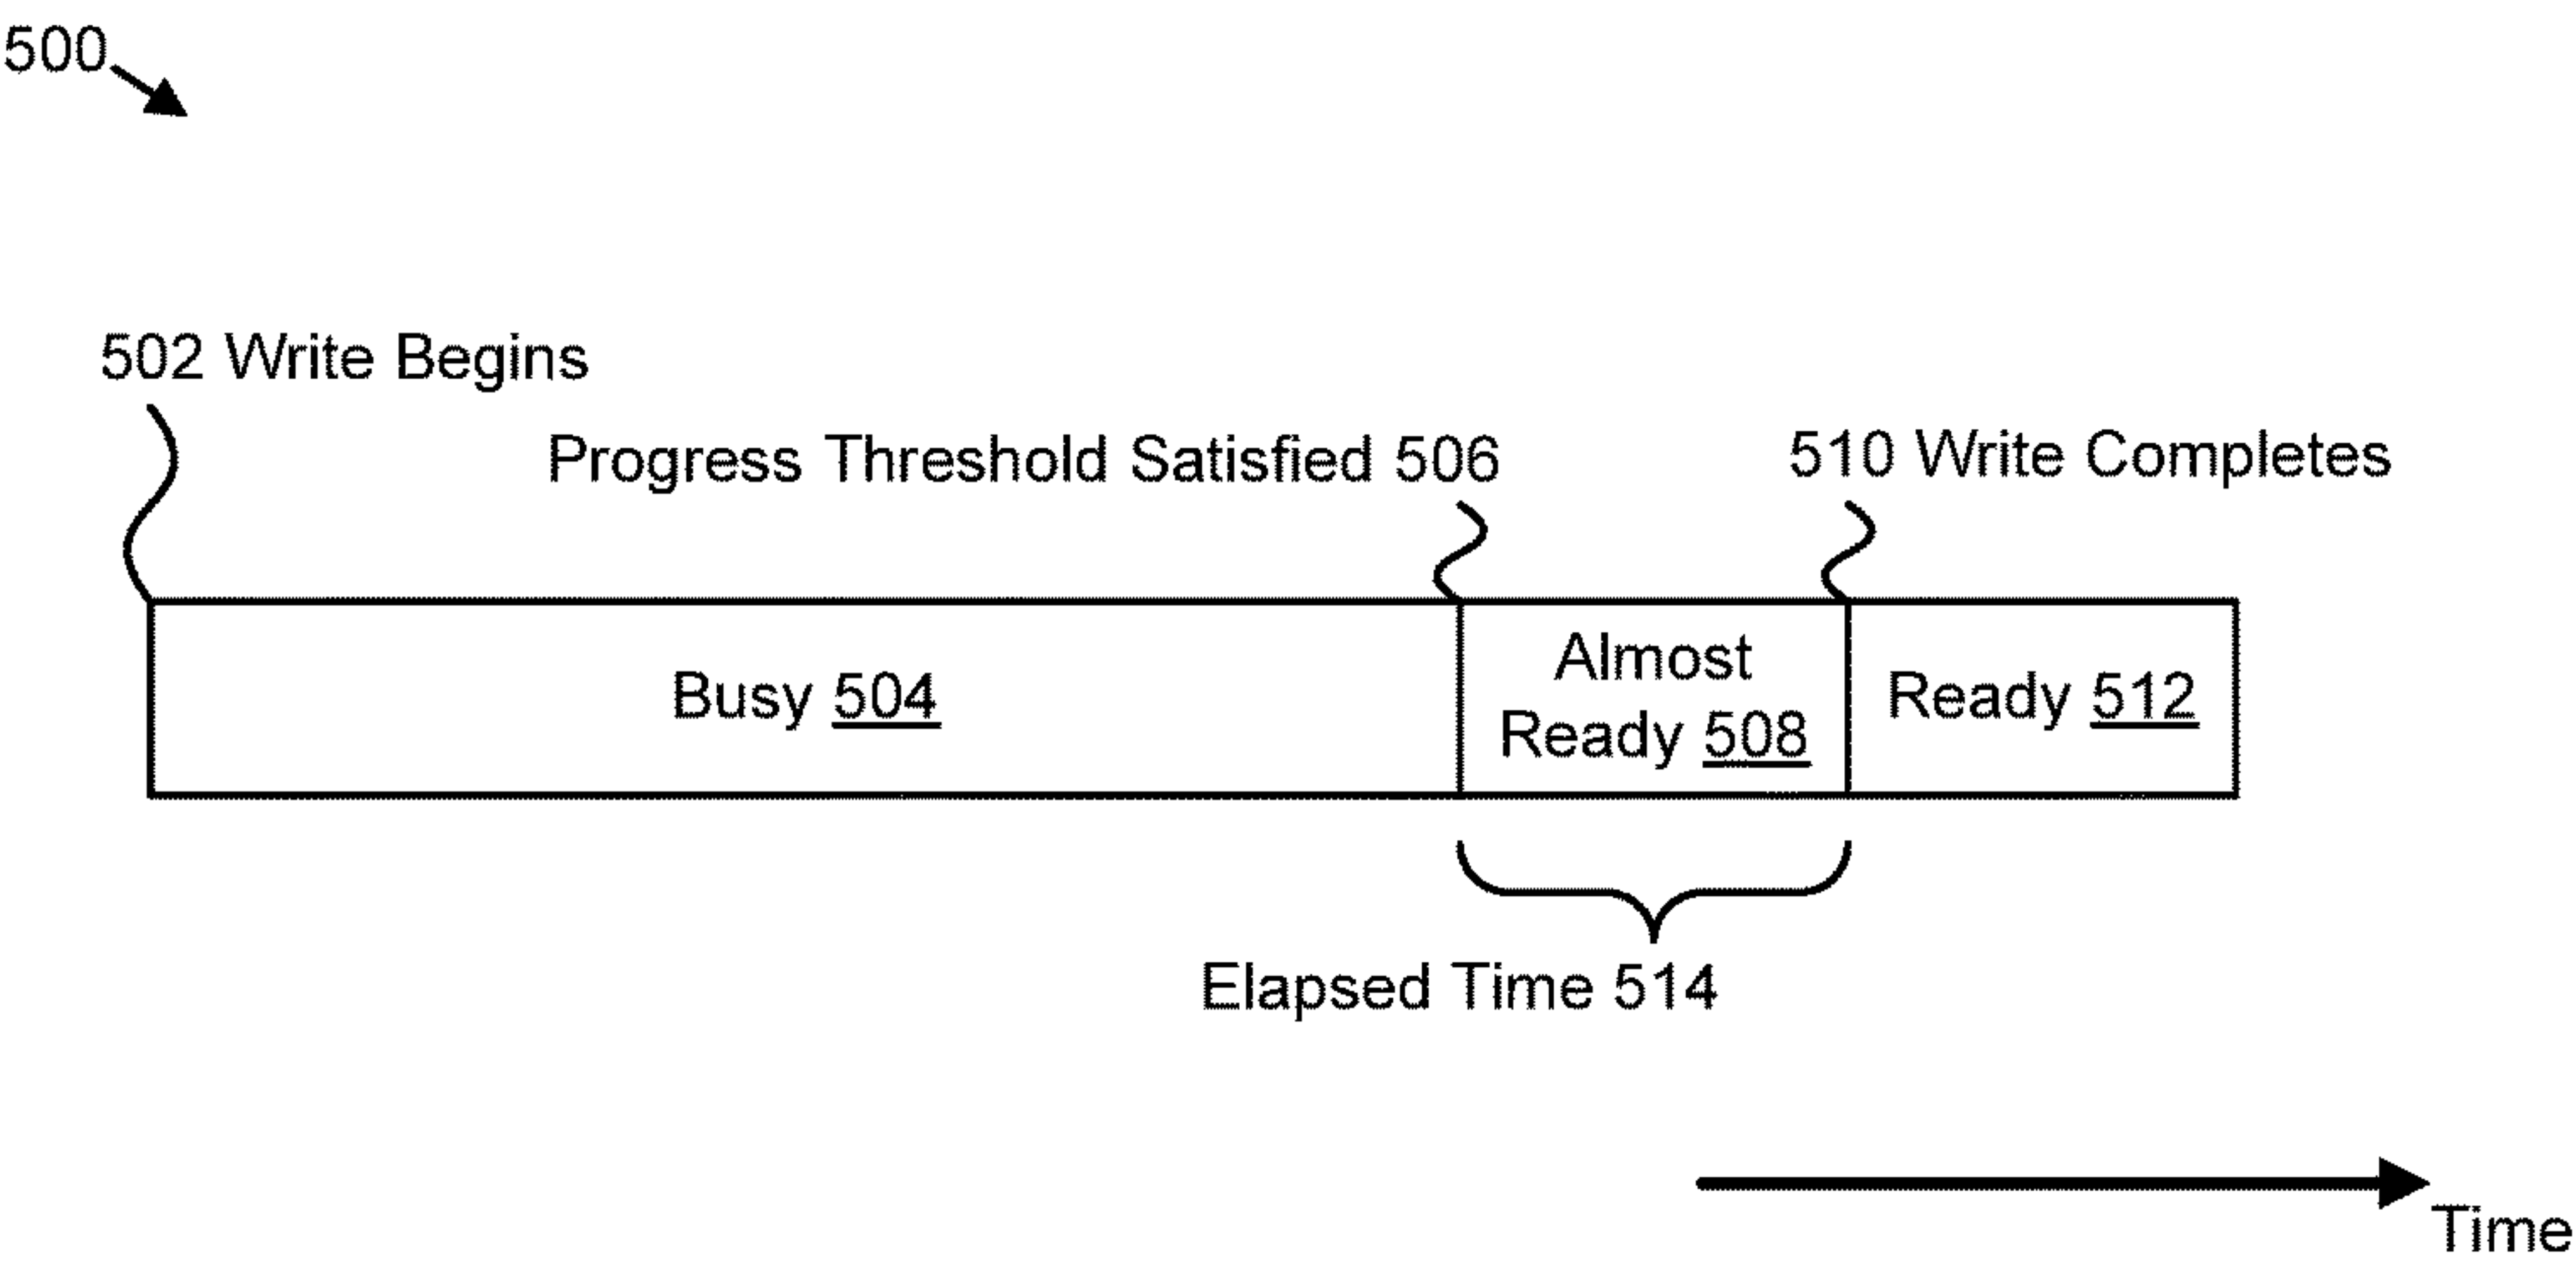 500
502 Write Begins
Progress Threshold Satisfied 506
510 Write Completes
Busy 504
Almost
Ready 508
Ready 512
Elapsed Time 514
Time